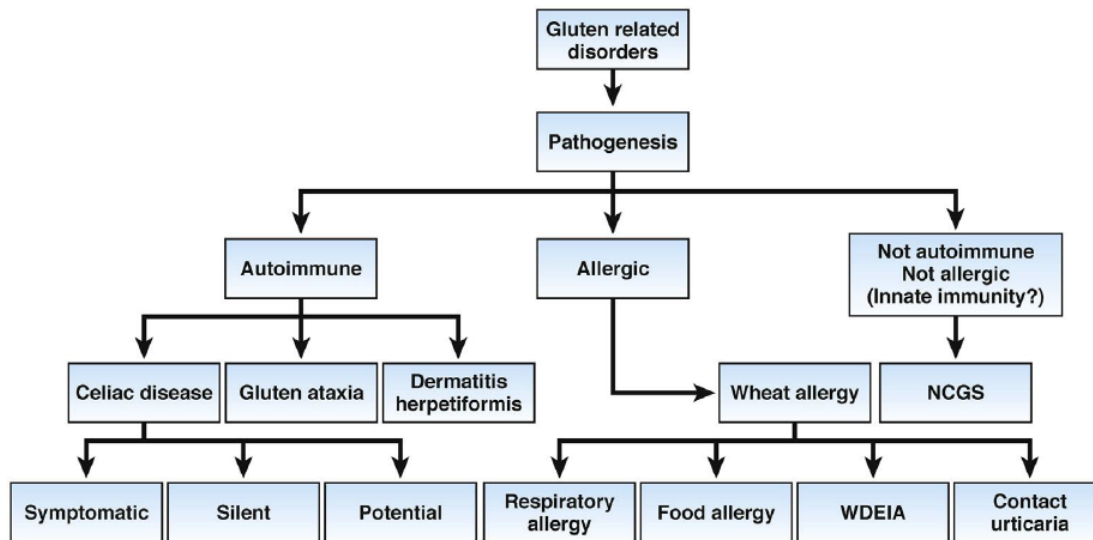 Gluten related
disorders
Pathogenesis
Autoimmune
Allergic
Not autoimmune
Not allergic
(Innate immunity?)
Celiac disease
Gluten ataxia
Dermatitis
herpetiformis
Wheat allergy
NCGS
Symptomatic
Silent
Potential
Respiratory
allergy
Food allergy
WDEIA
Contact
urticaria